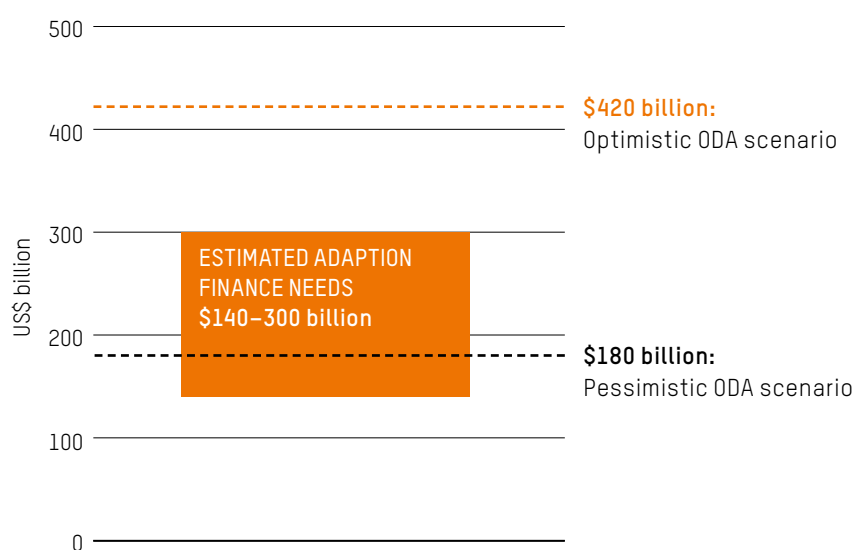 500
$420 billion:
400
Optimistic ODA scenario
300
ESTIMATED ADAPTION
FINANCE NEEDS
$140–300 billion
US$ billion
200
$180 billion:
Pessimistic ODA scenario
100
0